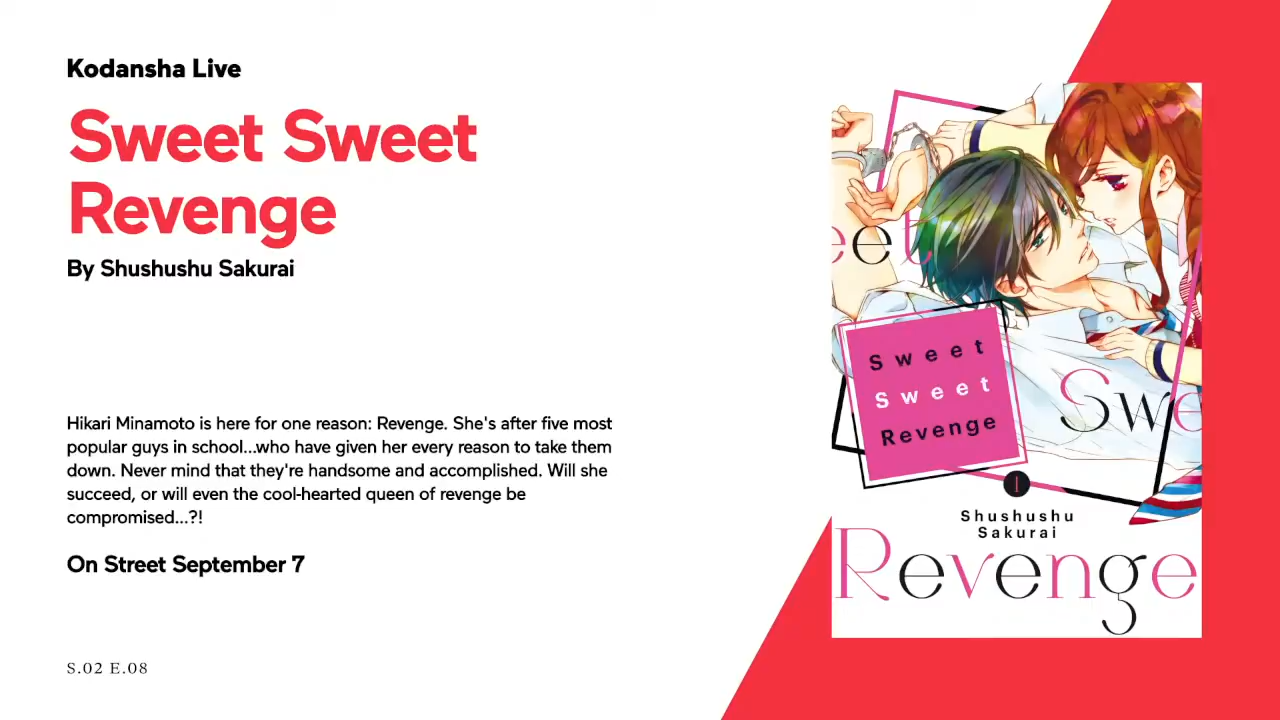 Kodansha Live
Sweet Sweet
Revenge
By Shushushu Sakurai
Hikari Minamoto is here for one reason: Revenge. She's after five most
popular guys in school...who have given her every reason to take them
down. Never mind that they're handsome and accomplished. Will she
succeed, or will even the cool-hearted queen of revenge be
compromised...?!
On Street September 7
S.02 E.08
eet
Sweet
Sweet
Revenge
Swe
1
Shushushu
Sakurai
Revenge